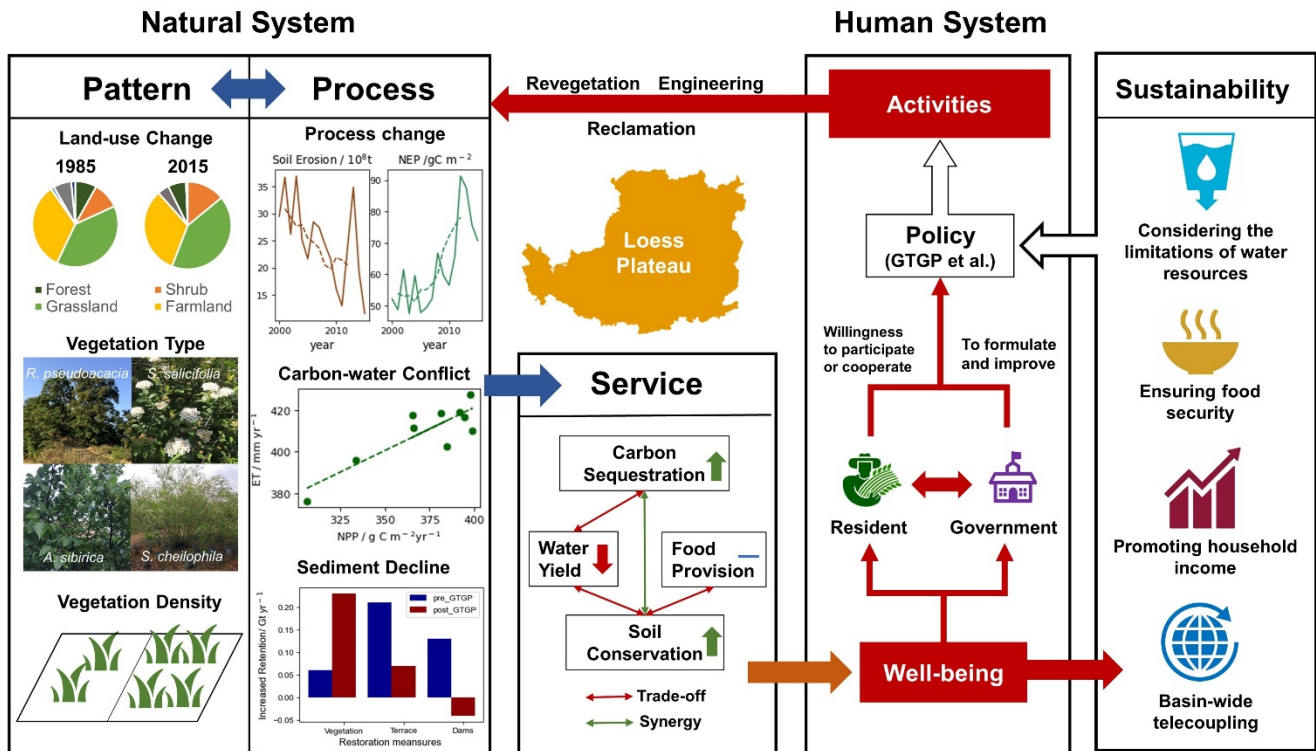 Natural System
Human System
Pattern
Process
Land-use Change
1985
2015
Forest
Shrub
Grassland
Farmland
Vegetation Type
R. pseudoacacia
S. salicifolia
A. sibirica
S. cheilophila
Vegetation Density
Process change
Soil Erosion / 10⁸t
NEP /gC m⁻²
35
30
25
20
15
90
80
70
60
50
2000
2010
2000
2010
year
year
Carbon-water Conflict
ET / mm yr⁻¹
420
400
380
325
350
375
400
NPP / g C m⁻²yr⁻¹
Sediment Decline
Increased Retention/ Gt yr⁻¹
0.20
0.15
0.10
0.05
0.00
−0.05
pre_GTGP
post_GTGP
Vegetation
Terrace
Dams
Restoration meansures
Revegetation Engineering
Reclamation
Loess
Plateau
Service
Carbon
Sequestration
Water
Yield
Food
Provision
Soil
Conservation
Trade-off
Synergy
Activities
Policy
(GTGP et al.)
Willingness
to participate
or cooperate
To formulate
and improve
Resident
Government
Well-being
Sustainability
Considering the
limitations of water
resources
Ensuring food
security
Promoting household
income
Basin-wide
telecoupling